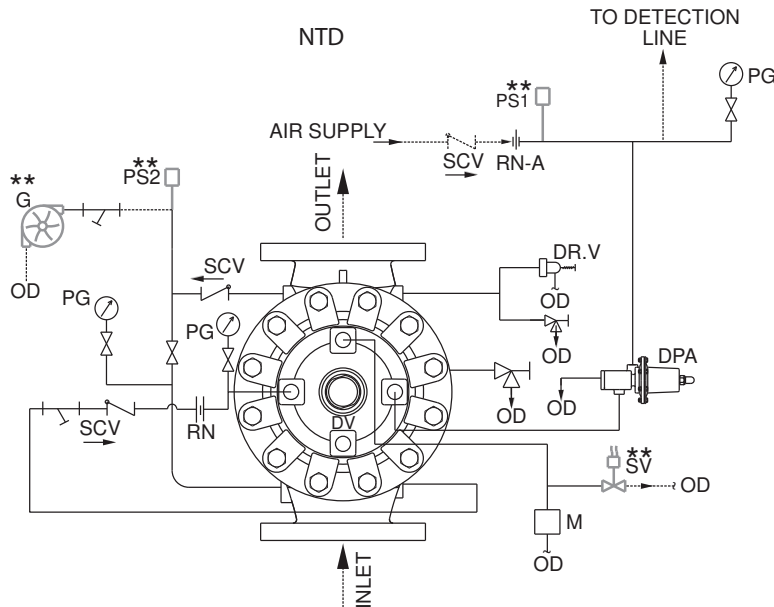 NTD
TO DETECTION
LINE
**
PS1
PG
AIR SUPPLY
SCV
RN-A
**
PS2
**
G
OUTLET
OD
SCV
DR.V
OD
PG
PG
OD
DPA
OD
OD
SCV
RN
DV
**
SV
OD
M
OD
INLET